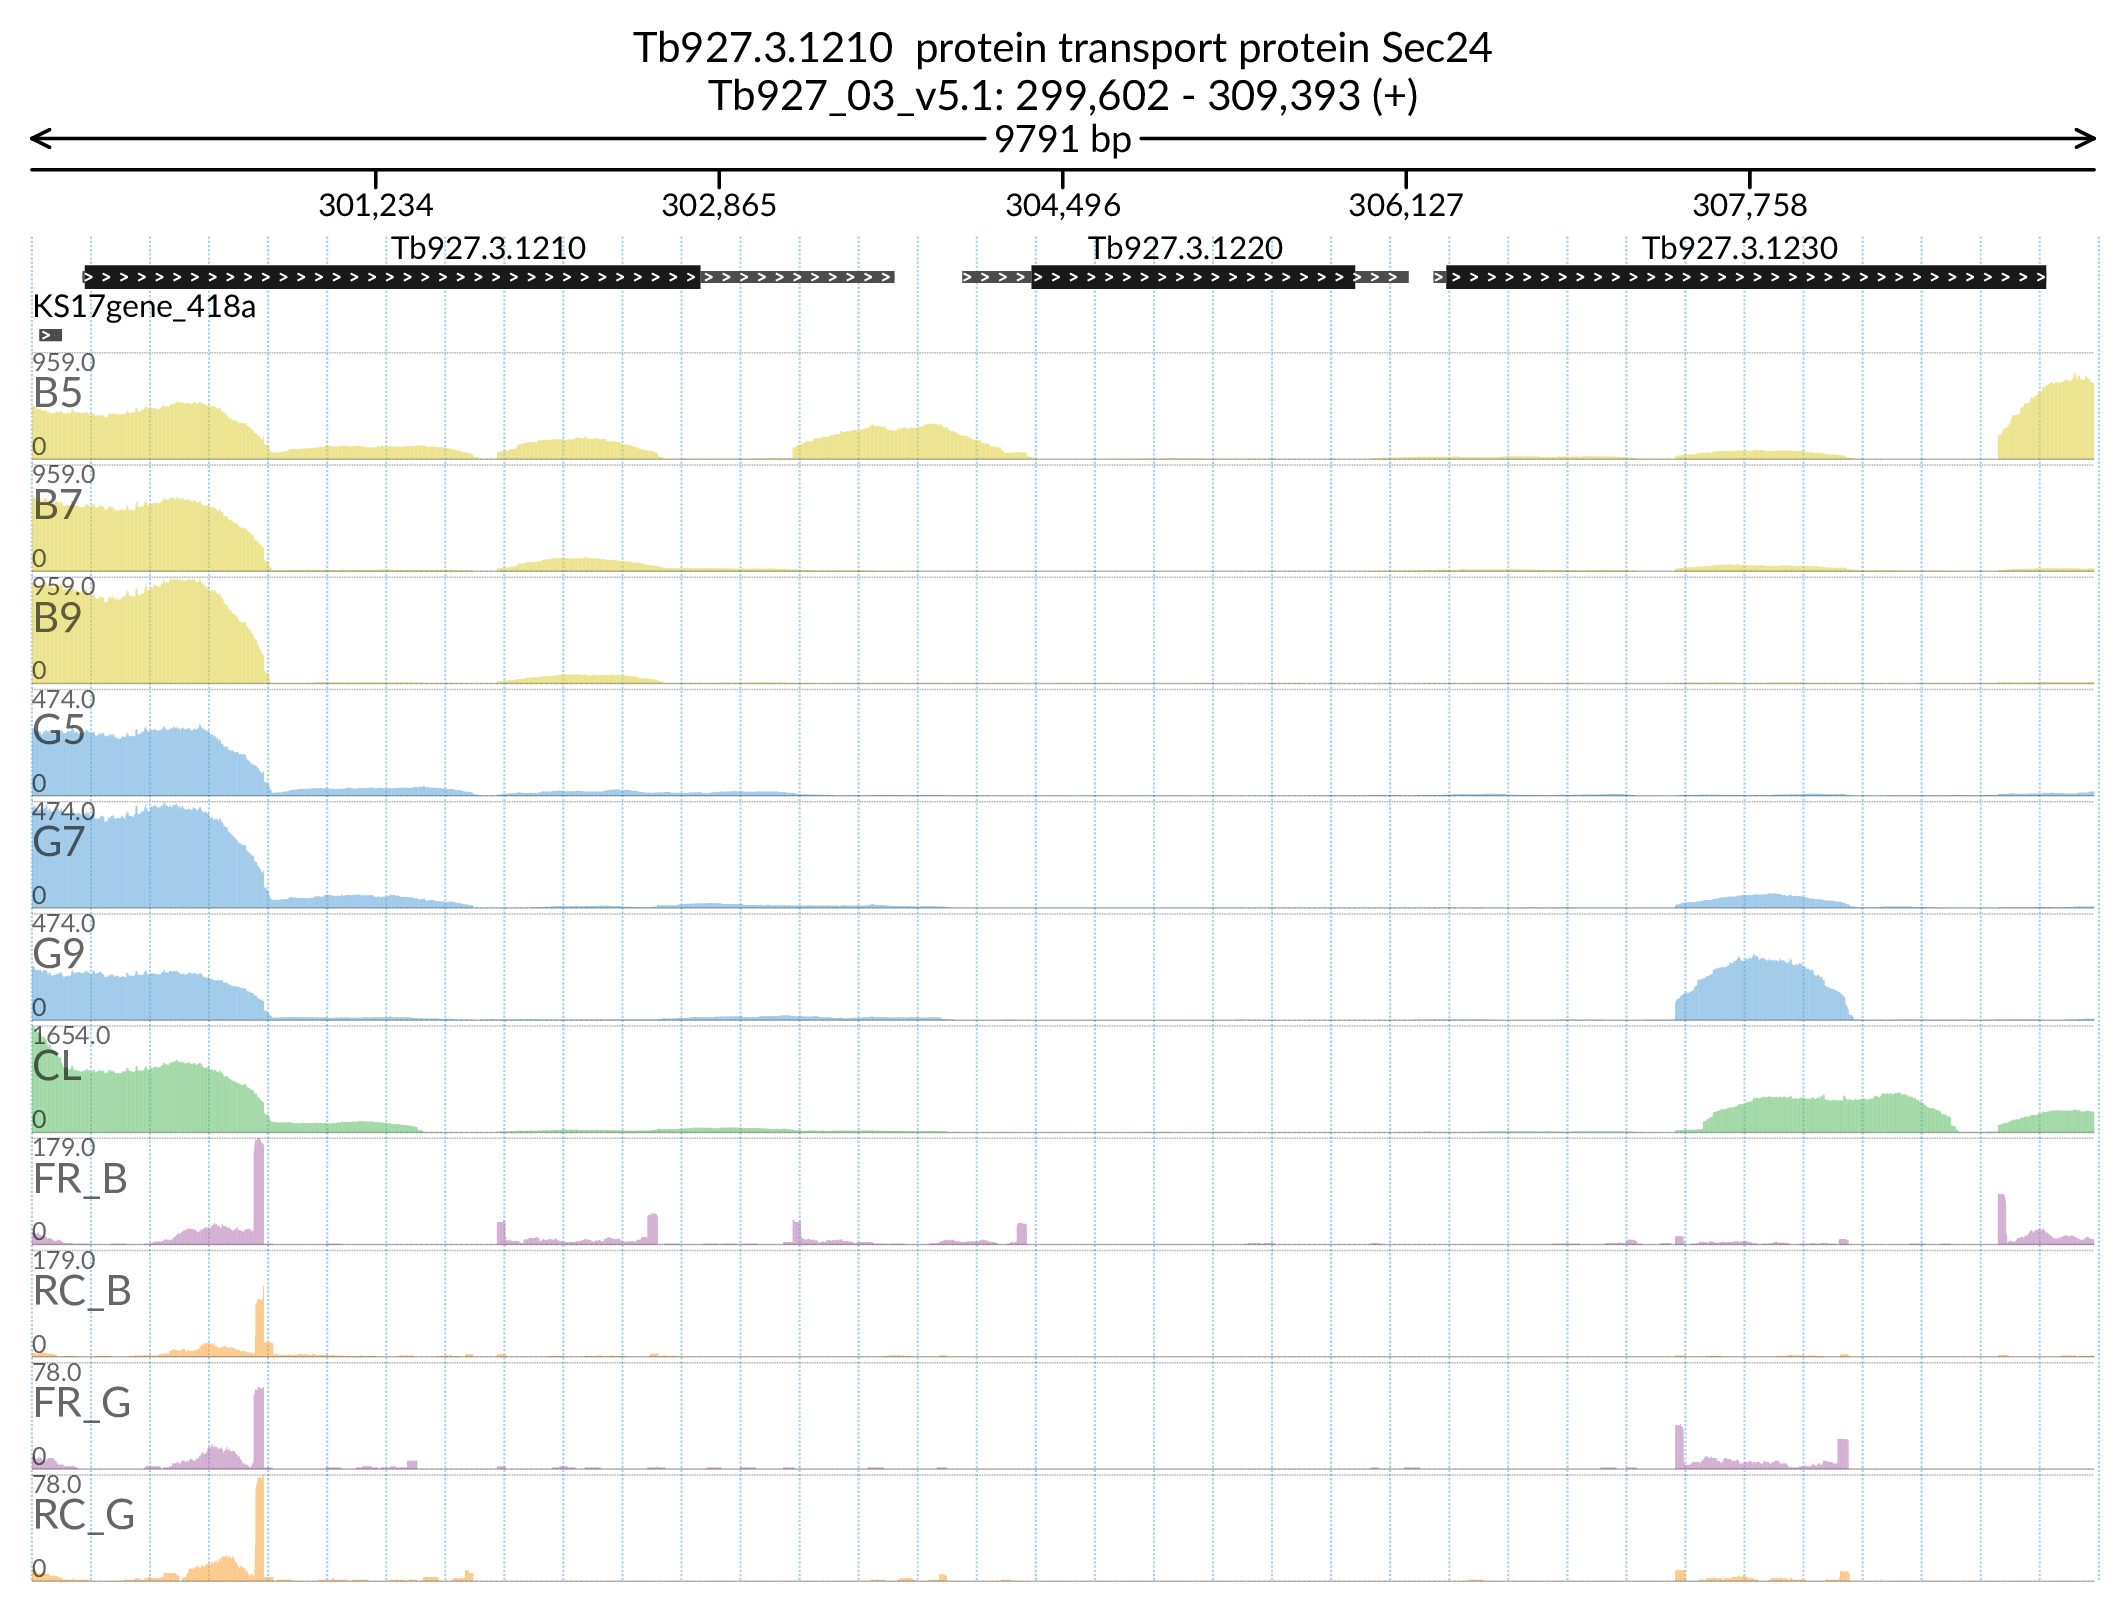 Tb927.3.1210 protein transport protein Sec24
Tb927_03_v5.1: 299,602 - 309,393 (+)
9791 bp
301,234 302,865 304,496 306,127 307,758
Tb927.3.1210 Tb927.3.1220 Tb927.3.1230
KS17gene_418a
959.0
B5
0
959.0
B7
0
959.0
B9
0
474.0
G5
0
474.0
G7
0
474.0
G9
0
1654.0
CL
0
179.0
FR_B
0
179.0
RC_B
0
78.0
FR_G
0
78.0
RC_G
0